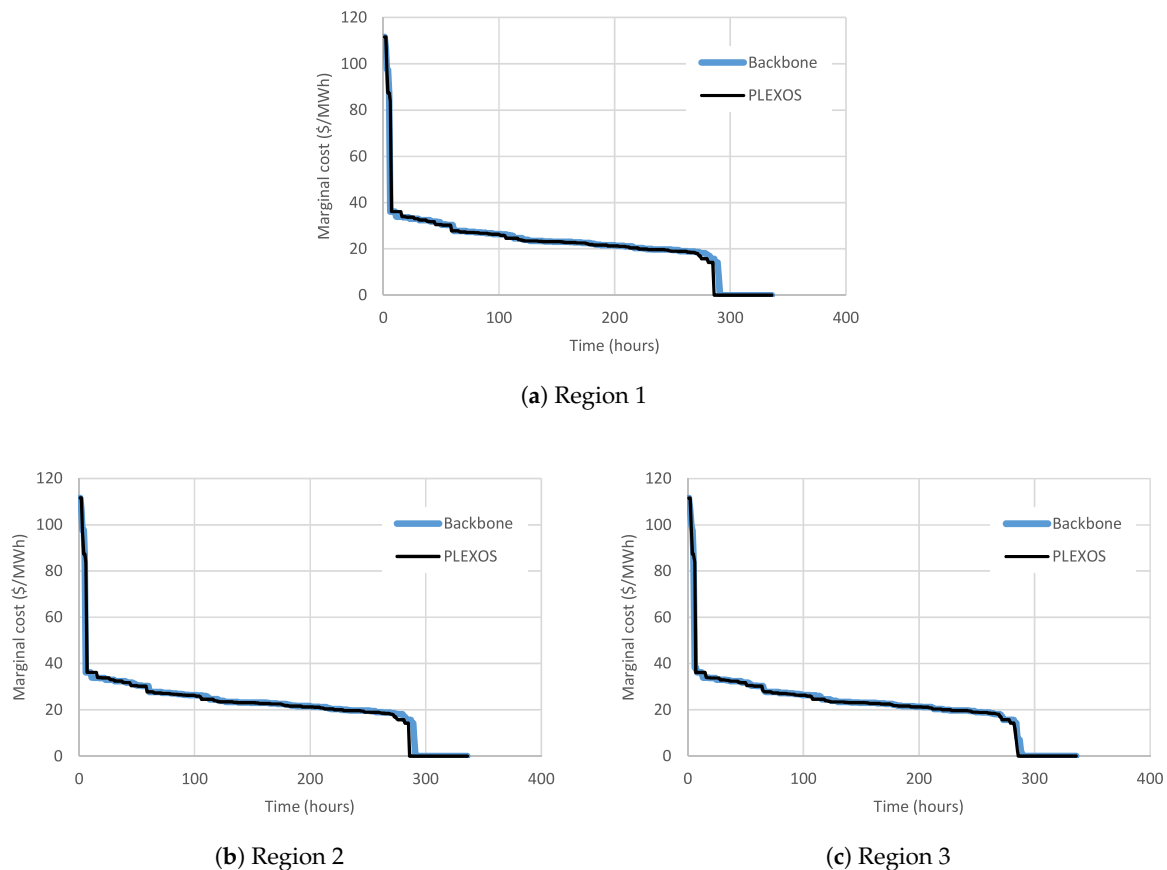 120
100
80
60
40
20
0
Marginal cost ($/MWh)
Backbone
PLEXOS
0 100 200 300 400
Time (hours)
(a) Region 1
120
100
80
60
40
20
0
Marginal cost ($/MWh)
Backbone
PLEXOS
0 100 200 300 400
Time (hours)
(b) Region 2
120
100
80
60
40
20
0
Marginal cost ($/MWh)
Backbone
PLEXOS
0 100 200 300 400
Time (hours)
(c) Region 3